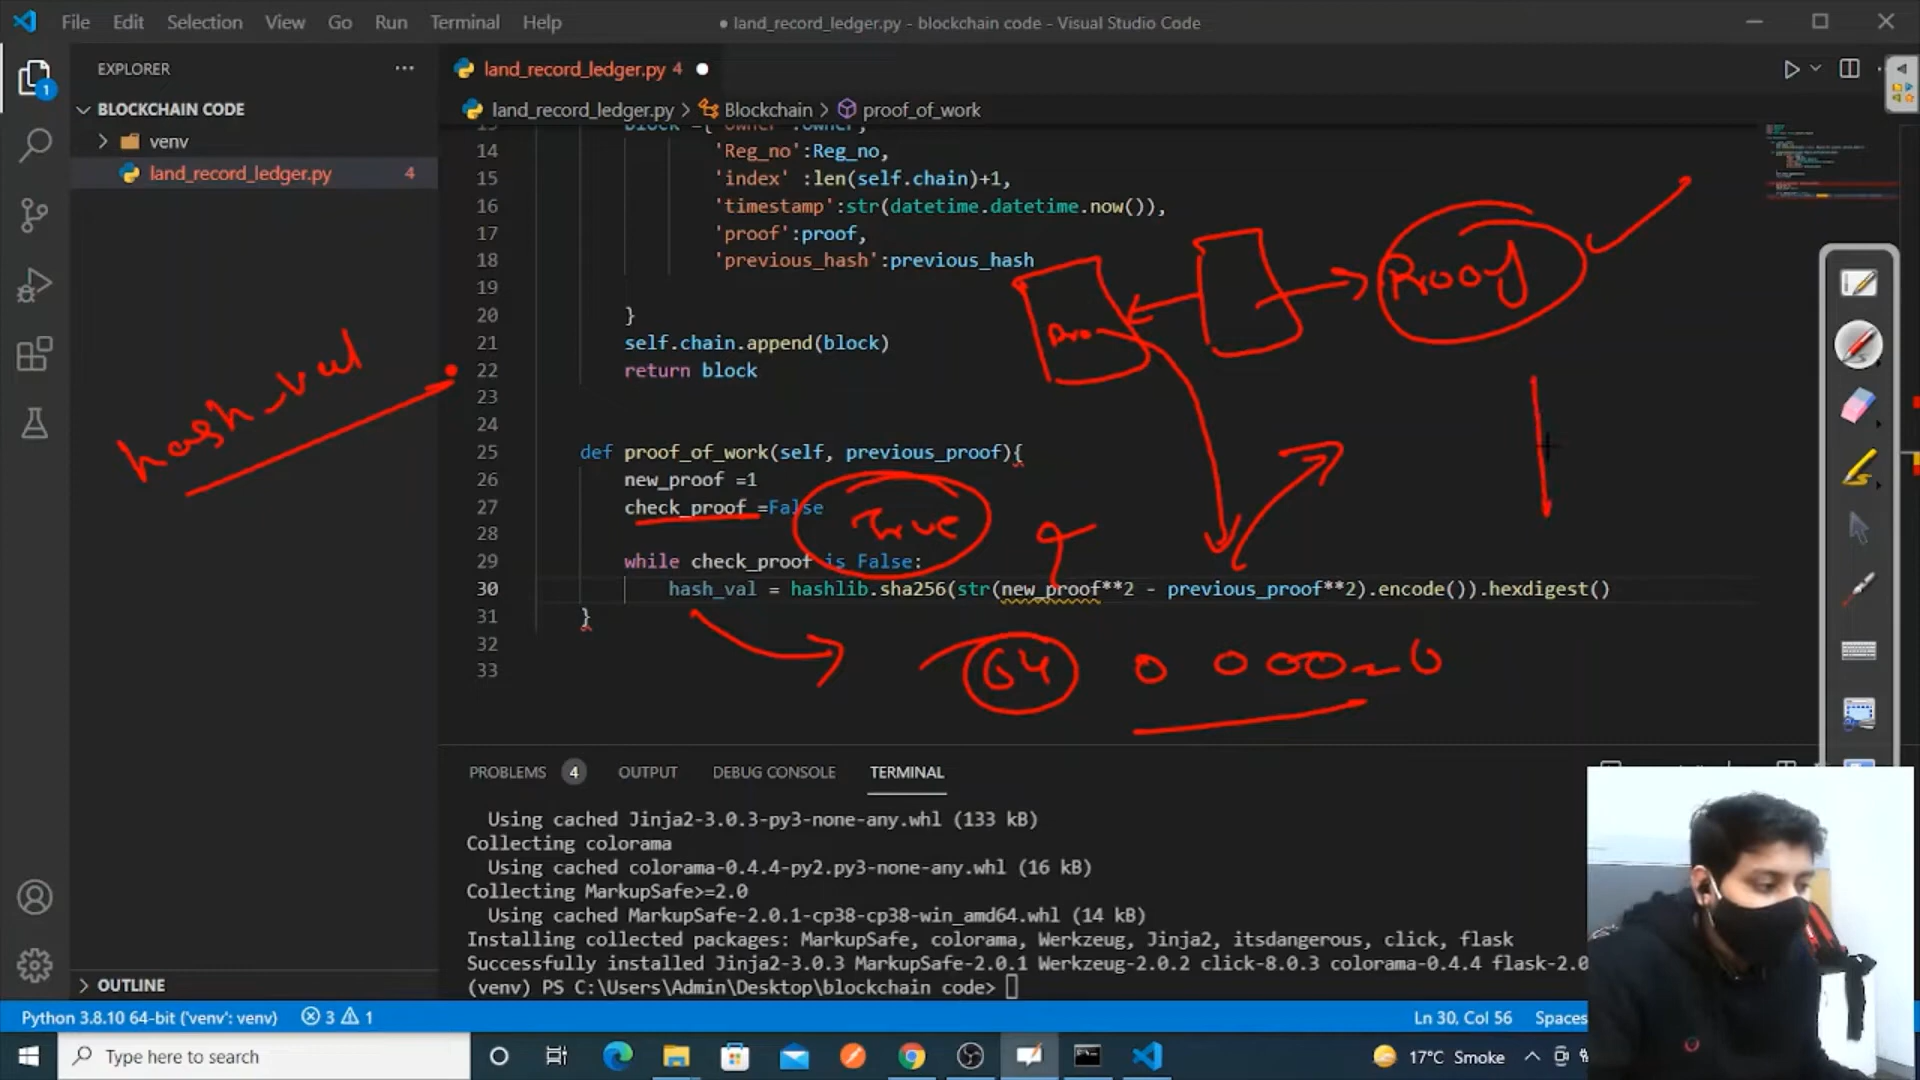 File Edit Selection View Go Run Terminal Help
● land_record_ledger.py - blockchain code - Visual Studio Code
EXPLORER
BLOCKCHAIN CODE
venv
land_record_ledger.py 4
OUTLINE
land_record_ledger.py 4
land_record_ledger.py > Blockchain > proof_of_work
13 block ={'owner':owner,
14 'Reg_no':Reg_no,
15 'index' :len(self.chain)+1,
16 'timestamp':str(datetime.datetime.now()),
17 'proof':proof,
18 'previous_hash':previous_hash
19
20 }
21 self.chain.append(block)
22 return block
23
24
25 def proof_of_work(self, previous_proof){
26 new_proof =1
27 check_proof =False
28
29 while check_proof is False:
30 hash_val = hashlib.sha256(str(new_proof**2 - previous_proof**2).encode()).hexdigest()
31 }
32
33
hash_val
Proof
Pro
True
64 0 0000
PROBLEMS 4 OUTPUT DEBUG CONSOLE TERMINAL
Using cached Jinja2-3.0.3-py3-none-any.whl (133 kB)
Collecting colorama
Using cached colorama-0.4.4-py2.py3-none-any.whl (16 kB)
Collecting MarkupSafe>=2.0
Using cached MarkupSafe-2.0.1-cp38-cp38-win_amd64.whl (14 kB)
Installing collected packages: MarkupSafe, colorama, Werkzeug, Jinja2, itsdangerous, click, flask
Successfully installed Jinja2-3.0.3 MarkupSafe-2.0.1 Werkzeug-2.0.2 click-8.0.3 colorama-0.4.4 flask-2.0
(venv) PS C:\Users\Admin\Desktop\blockchain code>
Python 3.8.10 64-bit ('venv': venv) 3 1 Ln 30, Col 56 Spaces
Type here to search
17°C Smoke
1